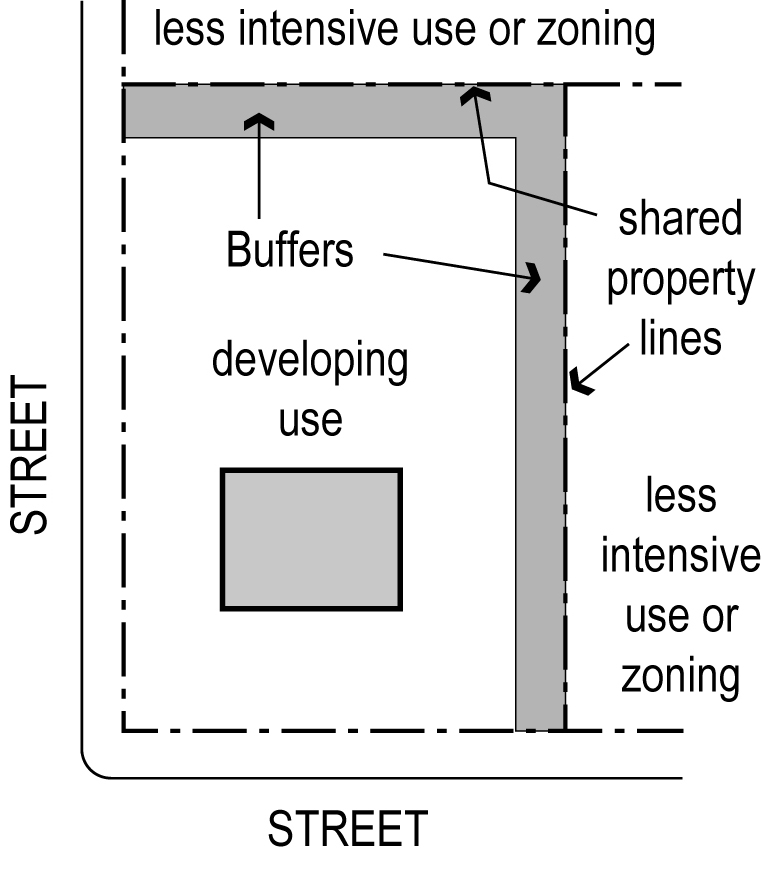 less intensive use or zoning
shared
property
lines
Buffers
developing
use
STREET
less
intensive
use or
zoning
STREET